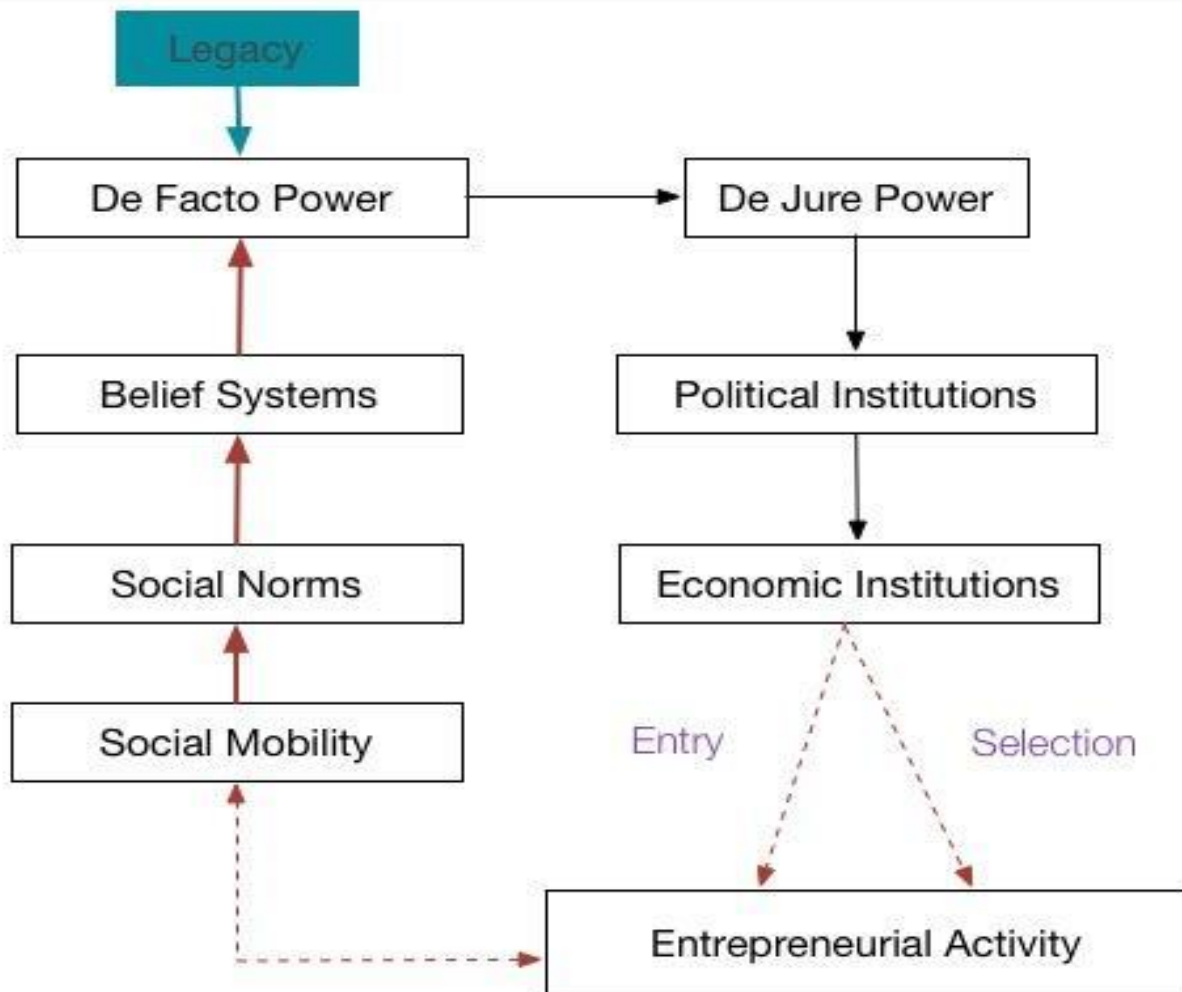 Legacy
De Facto Power
De Jure Power
Belief Systems
Political Institutions
Social Norms
Economic Institutions
Social Mobility
Entry
Selection
Entrepreneurial Activity